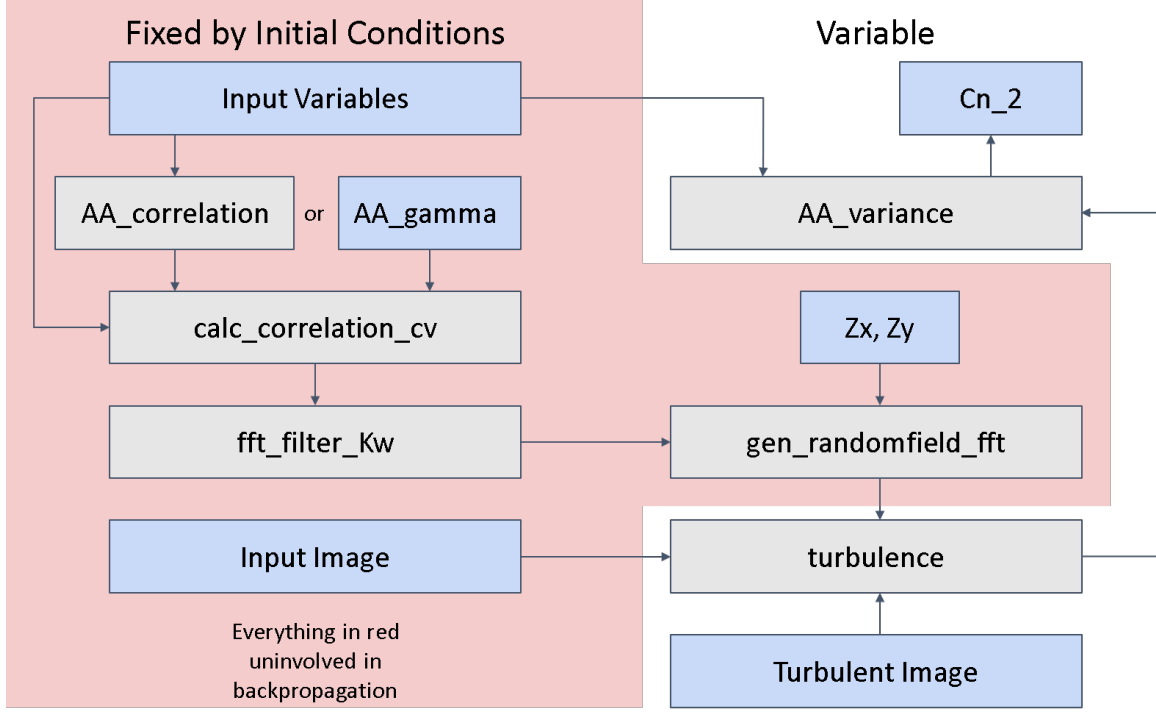 Fixed by Initial Conditions
Variable
Input Variables
Cn_2
AA_correlation
or
AA_gamma
AA_variance
calc_correlation_cv
Zx, Zy
fft_filter_Kw
gen_randomfield_fft
Input Image
turbulence
Everything in red
uninvolved in
backpropagation
Turbulent Image